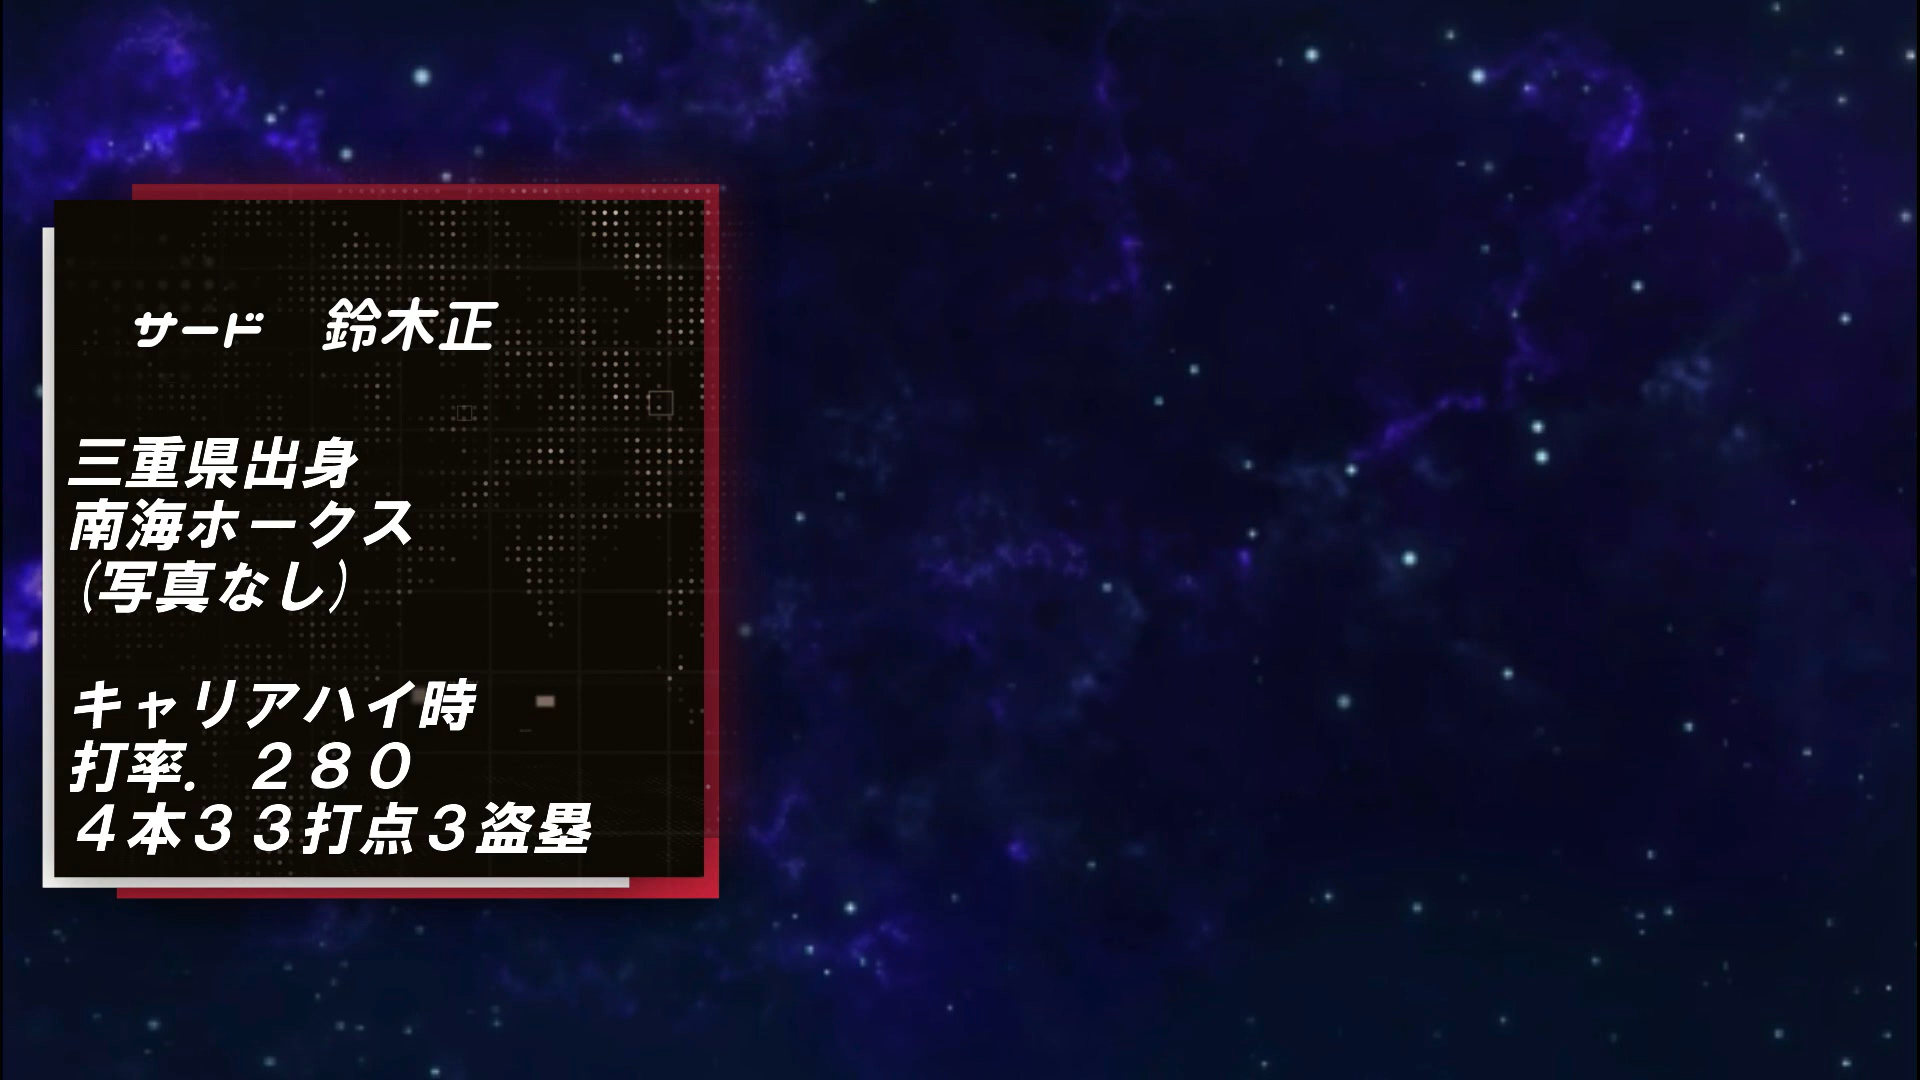 サード　鈴木正
三重県出身
南海ホークス
（写真なし）
キャリアハイ時
打率．２８０
４本３３打点３盗塁